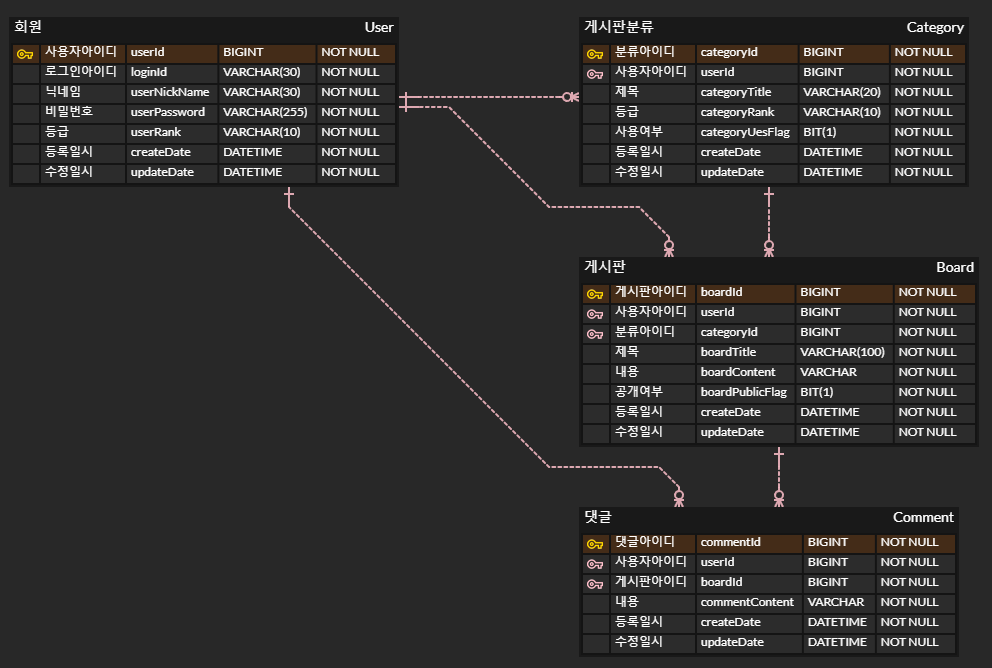 회원 User
사용자아이디 userId BIGINT NOT NULL
로그인아이디 loginId VARCHAR(30) NOT NULL
닉네임 userNickName VARCHAR(30) NOT NULL
비밀번호 userPassword VARCHAR(255) NOT NULL
등급 userRank VARCHAR(10) NOT NULL
등록일시 createDate DATETIME NOT NULL
수정일시 updateDate DATETIME NOT NULL
게시판분류 Category
분류아이디 categoryId BIGINT NOT NULL
사용자아이디 userId BIGINT NOT NULL
제목 categoryTitle VARCHAR(20) NOT NULL
등급 categoryRank VARCHAR(10) NOT NULL
사용여부 categoryUesFlag BIT(1) NOT NULL
등록일시 createDate DATETIME NOT NULL
수정일시 updateDate DATETIME NOT NULL
게시판 Board
게시판아이디 boardId BIGINT NOT NULL
사용자아이디 userId BIGINT NOT NULL
분류아이디 categoryId BIGINT NOT NULL
제목 boardTitle VARCHAR(100) NOT NULL
내용 boardContent VARCHAR NOT NULL
공개여부 boardPublicFlag BIT(1) NOT NULL
등록일시 createDate DATETIME NOT NULL
수정일시 updateDate DATETIME NOT NULL
댓글 Comment
댓글아이디 commentId BIGINT NOT NULL
사용자아이디 userId BIGINT NOT NULL
게시판아이디 boardId BIGINT NOT NULL
내용 commentContent VARCHAR NOT NULL
등록일시 createDate DATETIME NOT NULL
수정일시 updateDate DATETIME NOT NULL